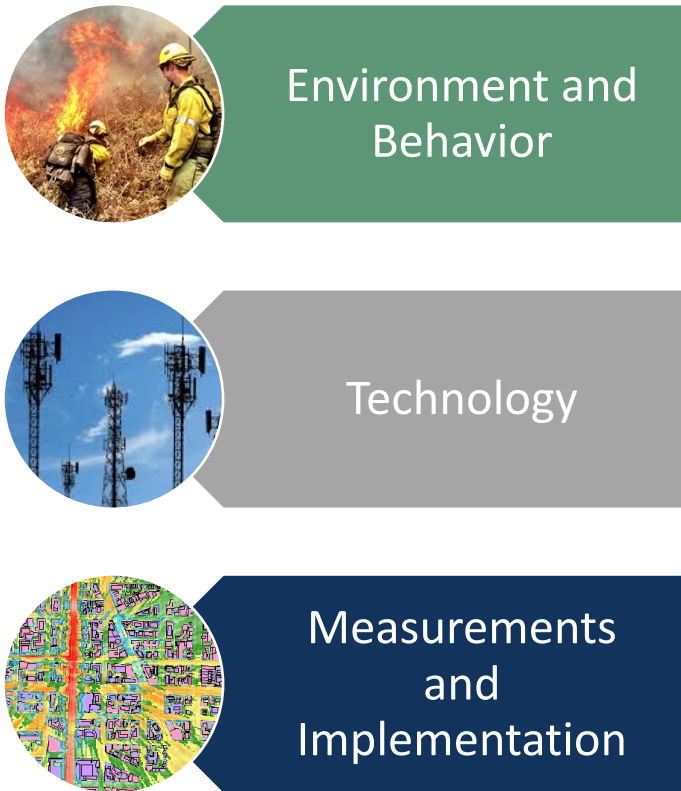 Environment and
Behavior
Technology
Measurements
and
Implementation